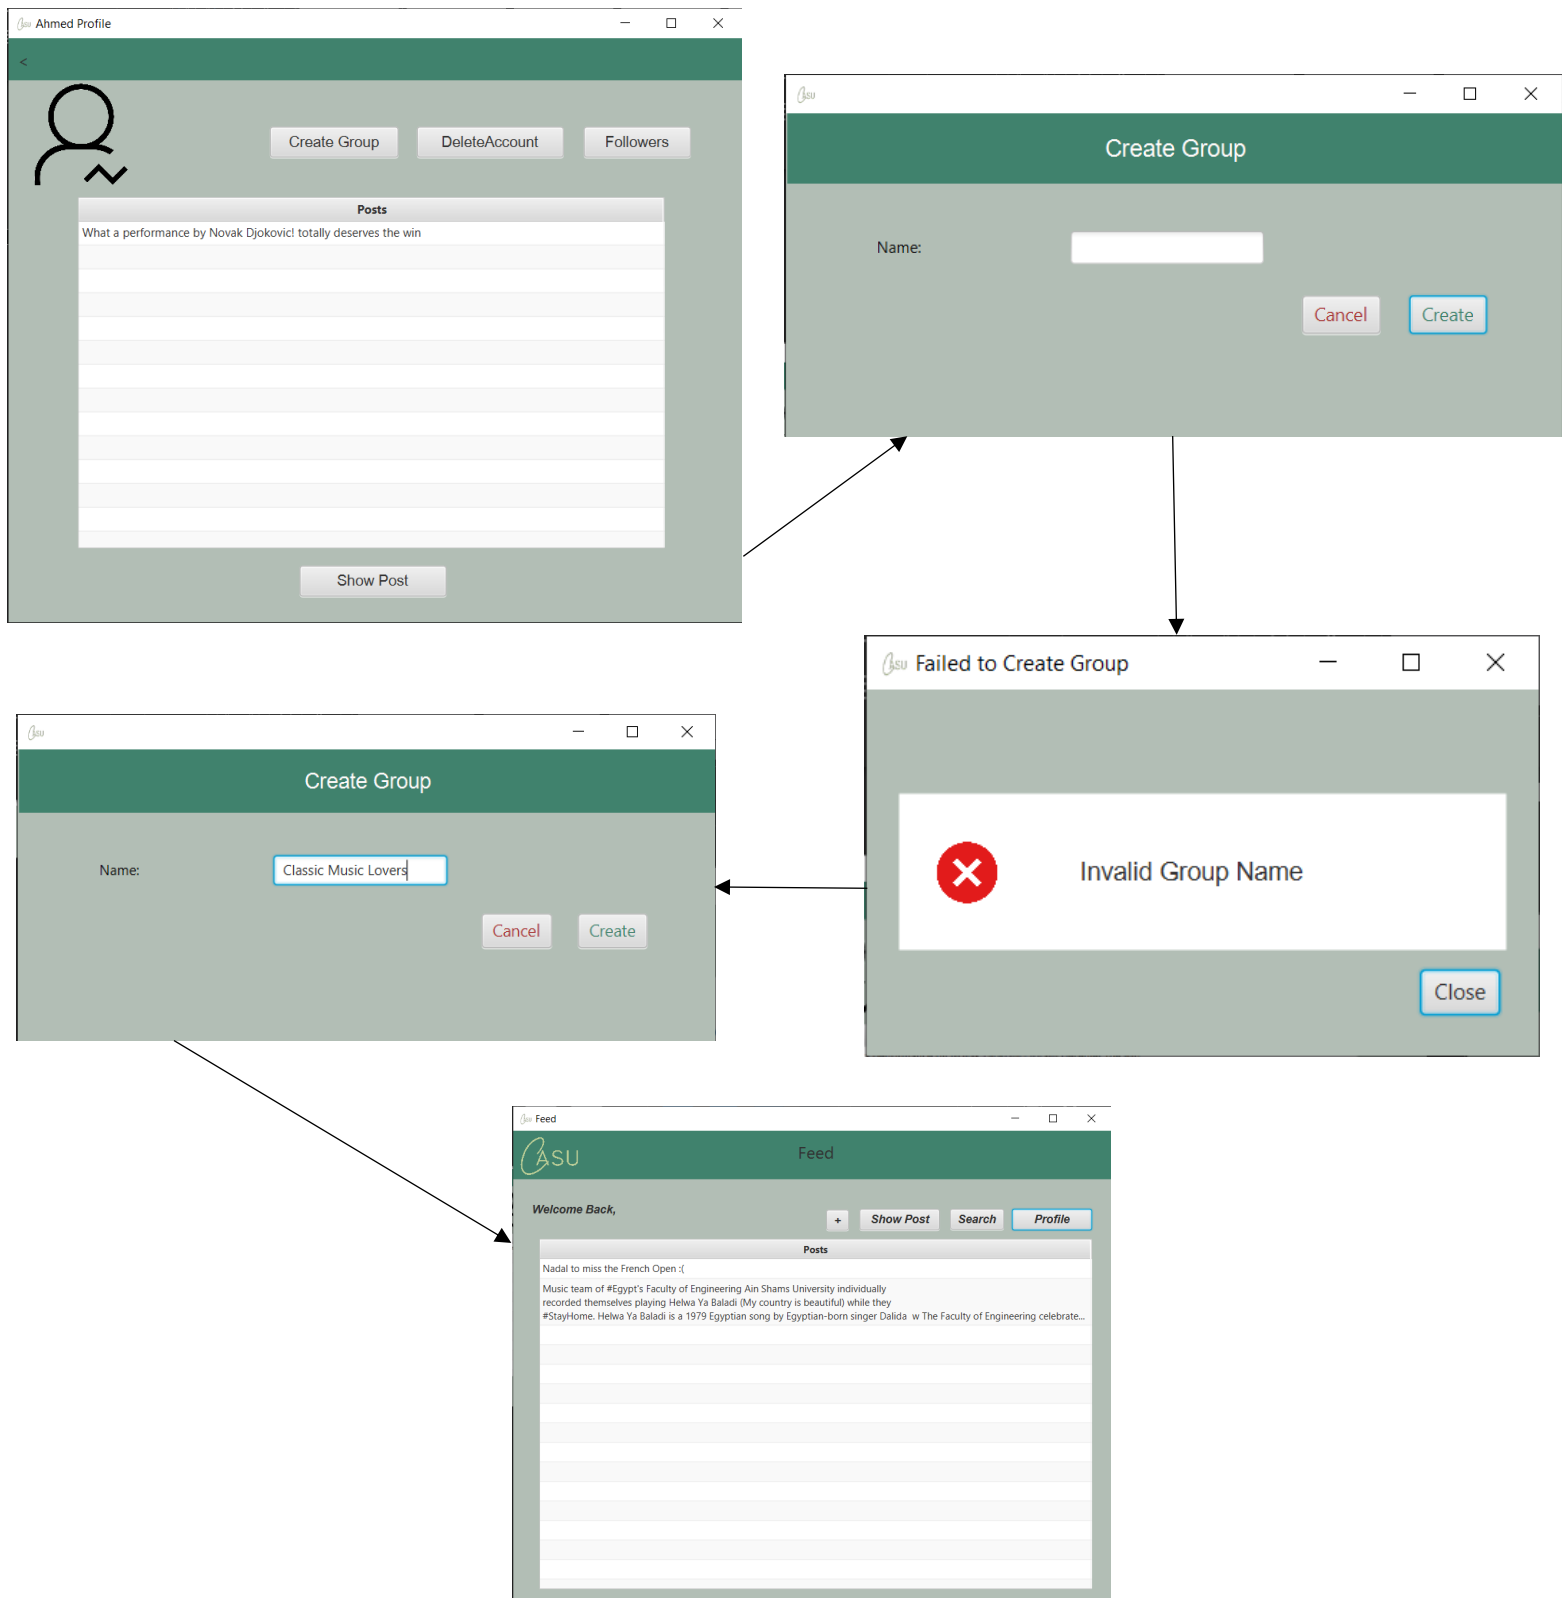 ASU Ahmed Profile
<
Create Group
DeleteAccount
Followers
Posts
What a performance by Novak Djokovic! totally deserves the win
Show Post
ASU
Create Group
Name:
Cancel
Create
ASU Failed to Create Group
Invalid Group Name
Close
ASU
Create Group
Name:
Classic Music Lovers
Cancel
Create
ASU Feed
ASU
Feed
Welcome Back,
+
Show Post
Search
Profile
Posts
Nadal to miss the French Open :(
Music team of #Egypt's Faculty of Engineering Ain Shams University individually
recorded themselves playing Helwa Ya Baladi (My country is beautiful) while they
#StayHome. Helwa Ya Baladi is a 1979 Egyptian song by Egyptian-born singer Dalida  w The Faculty of Engineering celebrate...